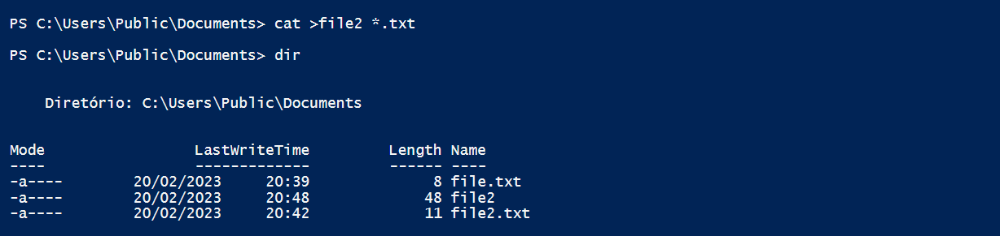 PS C:\Users\Public\Documents> cat >file2 *.txt
PS C:\Users\Public\Documents> dir
Diretório: C:\Users\Public\Documents
Mode LastWriteTime Length Name
---- ------------- ------ ----
-a---- 20/02/2023 20:39 8 file.txt
-a---- 20/02/2023 20:48 48 file2
-a---- 20/02/2023 20:42 11 file2.txt